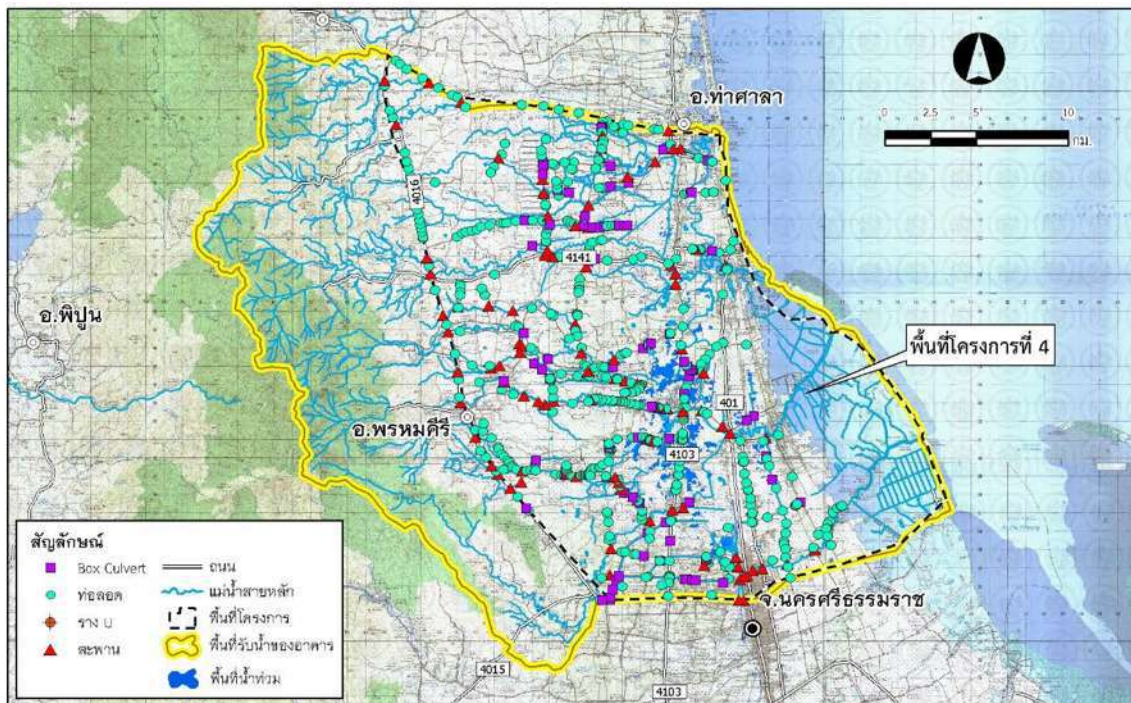 อ.ท่าศาลา
0 2.5 5 10
กม.
4016
4141
อ.พิปูน
พื้นที่โครงการที่ 4
401
อ.พรหมคีรี
4103
จ.นครศรีธรรมราช
4015
4103
สัญลักษณ์
Box Culvert
ท่อลอด
ราง U
สะพาน
ถนน
แม่น้ำสายหลัก
พื้นที่โครงการ
พื้นที่รับน้ำของอาคาร
พื้นที่น้ำท่วม